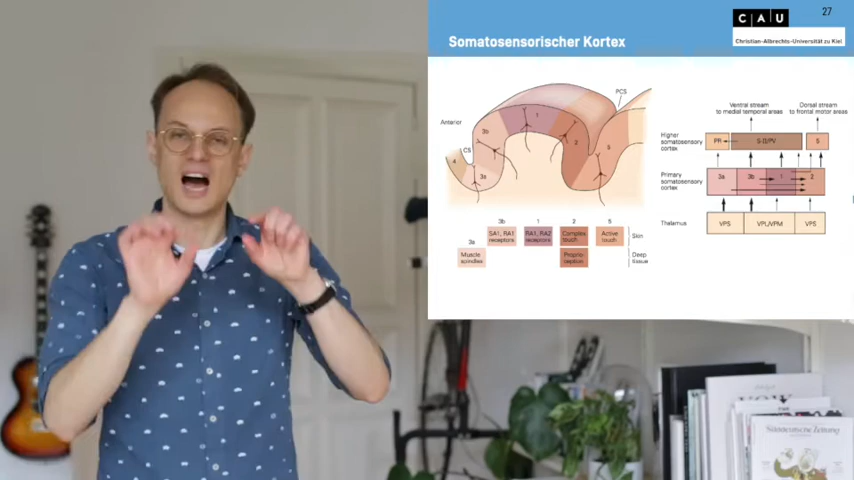 27
CAU
Christian-Albrechts-Universität zu Kiel
Somatosensorischer Kortex
PCS
Anterior
CS
4
3a
3b
1
2
5
3b
1
2
5
3a
SA1, RA1
receptors
RA1, RA2
receptors
Complex
touch
Active
touch
Skin
Muscle
spindles
Proprio-
ception
Deep
tissue
Ventral stream
to medial temporal areas
Dorsal stream
to frontal motor areas
Higher
somatosensory
cortex
PR
S-II/PV
5
Primary
somatosensory
cortex
3a
3b
1
2
Thalamus
VPS
VPL/VPM
VPS
Süddeutsche Zeitung